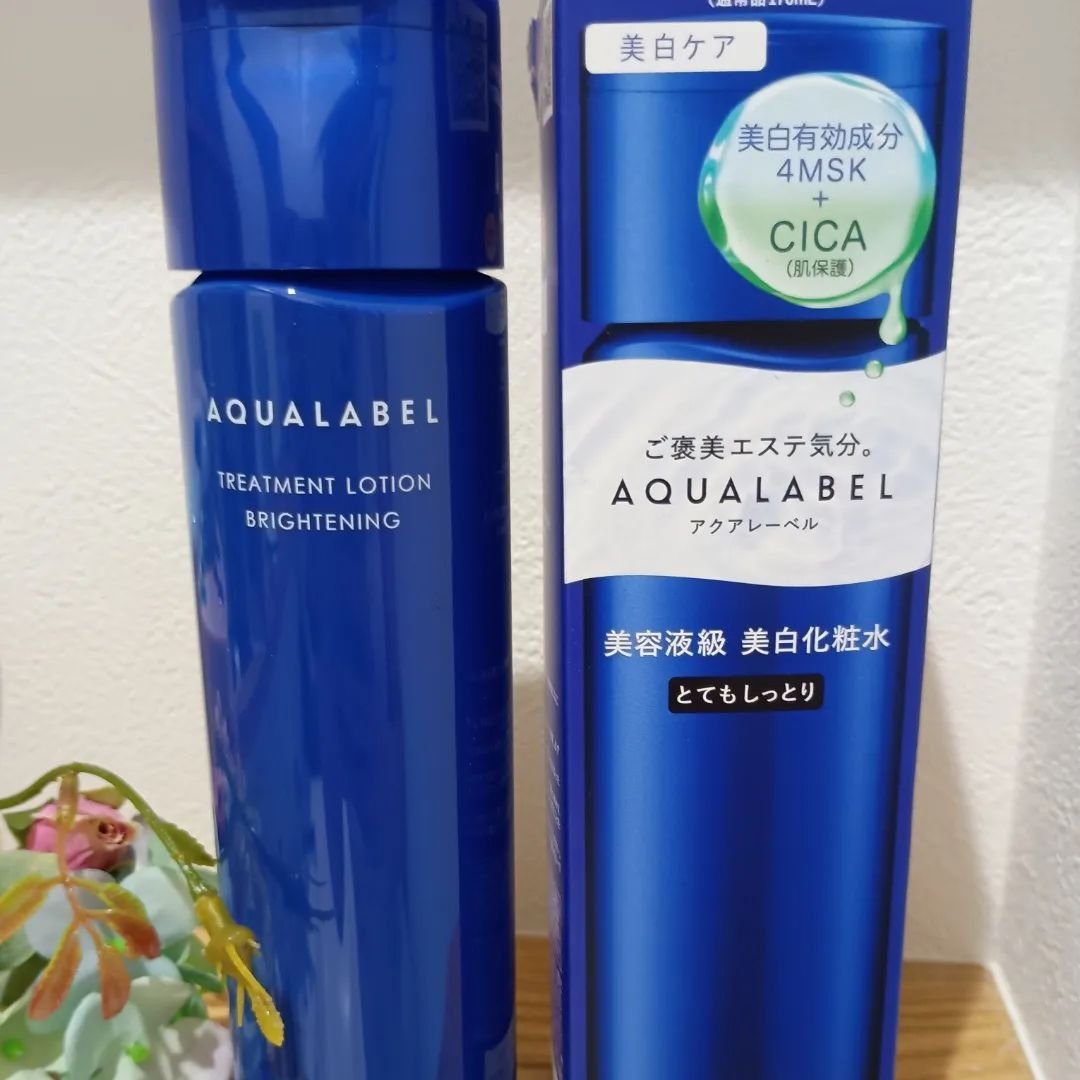 AQUALABEL
TREATMENT LOTION
BRIGHTENING
美白ケア
美白有効成分
4MSK
+
CICA
(肌保護)
ご褒美エステ気分。
AQUALABEL
アクアレーベル
美容液級 美白化粧水
とてもしっとり